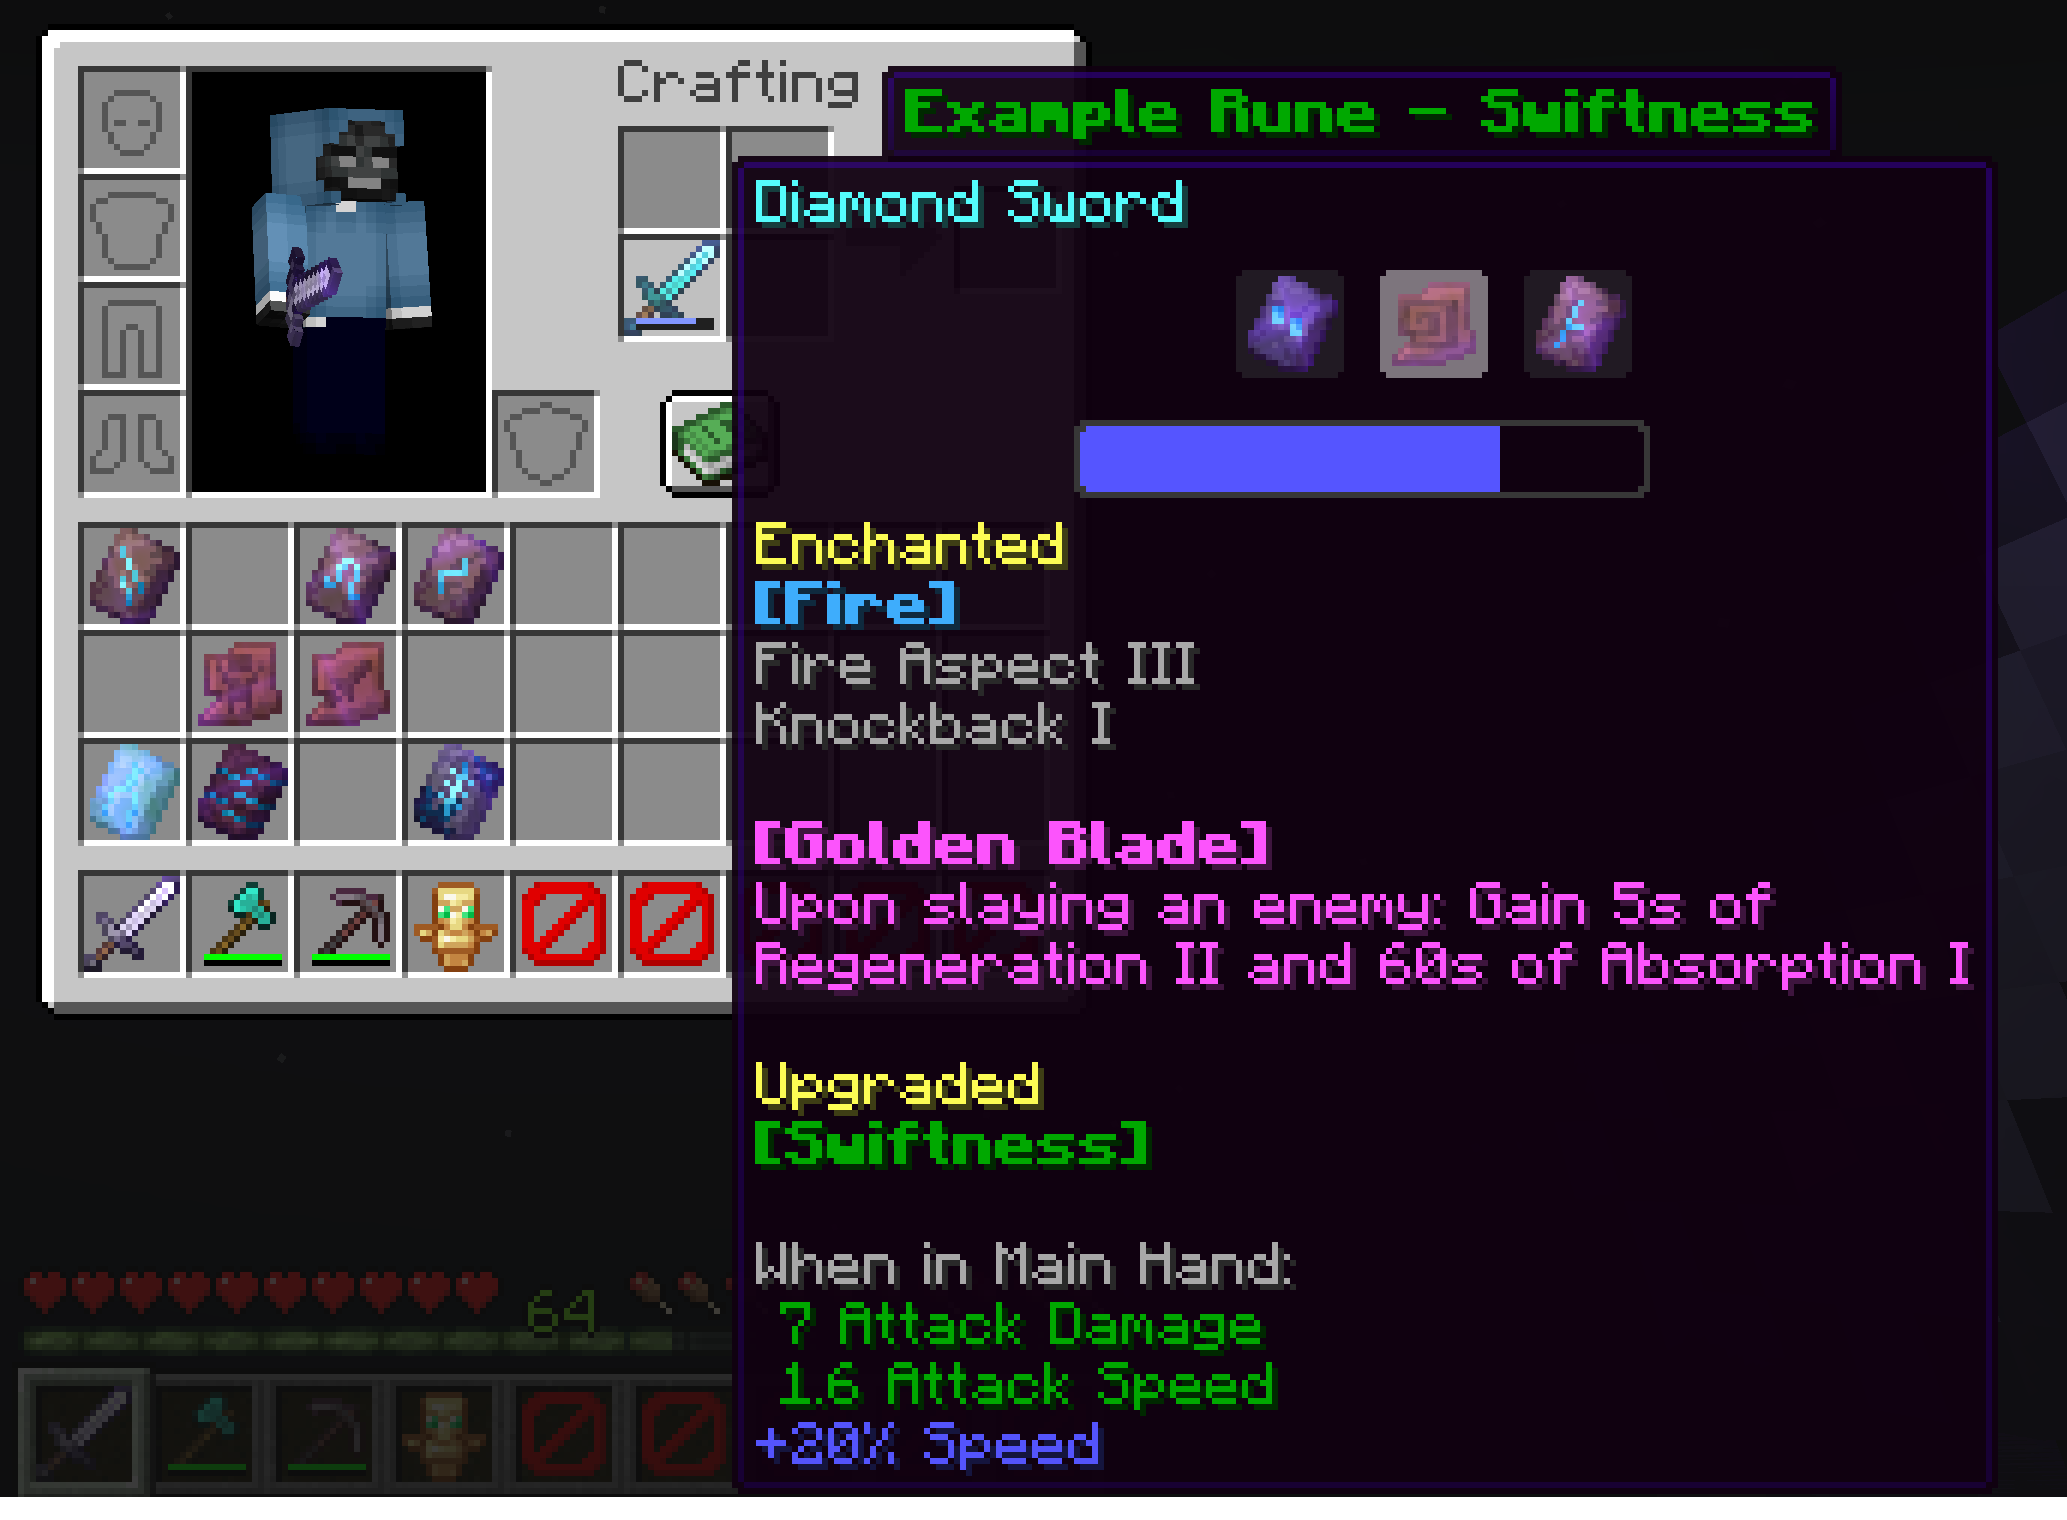 Crafting
Example Rune - Swiftness
Diamond Sword
Enchanted
[Fire]
Fire Aspect III
Knockback I
[Golden Blade]
Upon slaying an enemy: Gain 5s of
Regeneration II and 60s of Absorption I
Upgraded
[Swiftness]
When in Main Hand:
7 Attack Damage
1.6 Attack Speed
+20% Speed
64